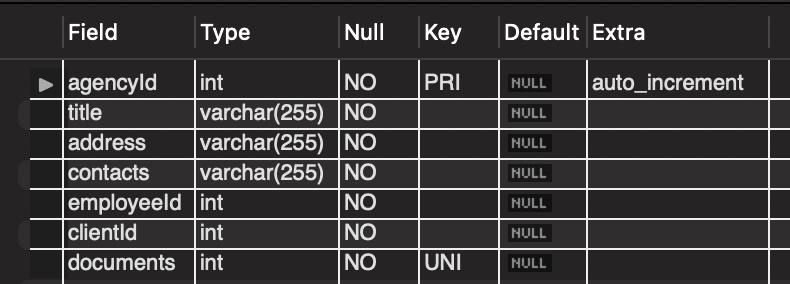 Field Type Null Key Default Extra
agencyId int NO PRI NULL auto_increment
title varchar(255) NO NULL
address varchar(255) NO NULL
contacts varchar(255) NO NULL
employeeId int NO NULL
clientId int NO NULL
documents int NO UNI NULL